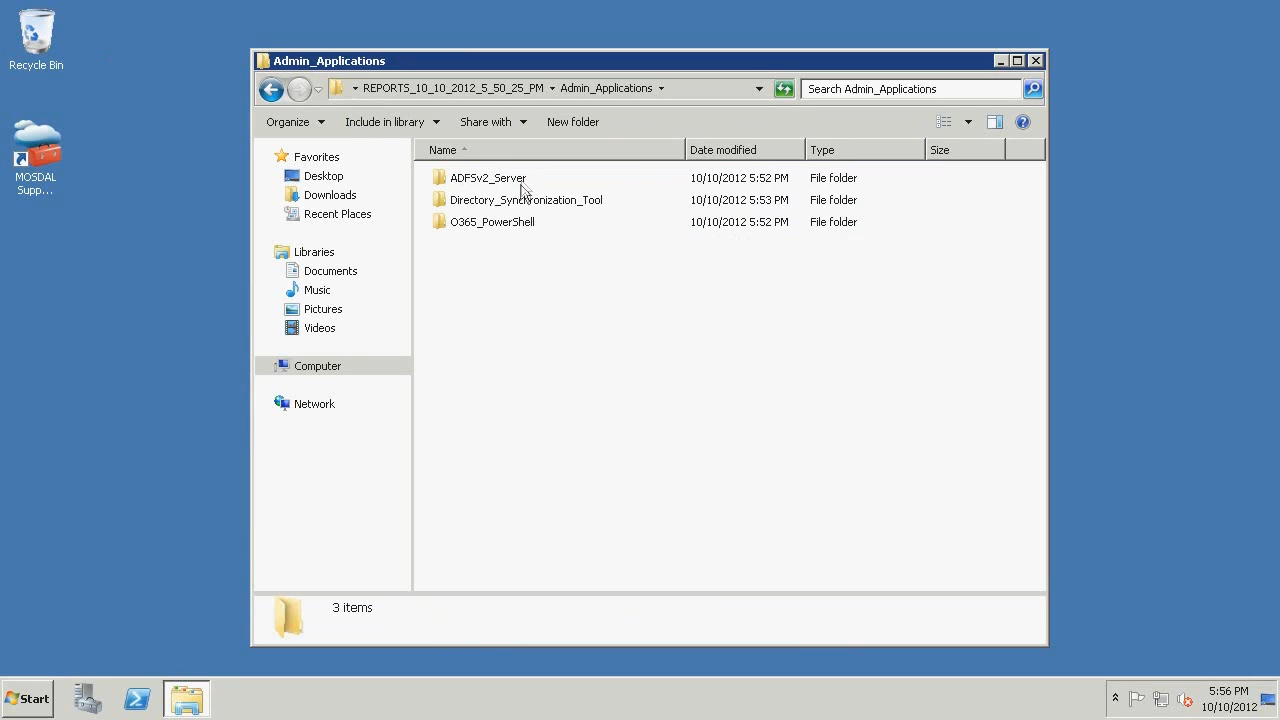 Recycle Bin
MOSDAL
Supp...
Admin_Applications
REPORTS_10_10_2012_5_50_25_PM Admin_Applications
Search Admin_Applications
Organize Include in library Share with New folder
Favorites
Desktop
Downloads
Recent Places
Libraries
Documents
Music
Pictures
Videos
Computer
Network
Name Date modified Type Size
ADFSv2_Server 10/10/2012 5:52 PM File folder
Directory_Synchronization_Tool 10/10/2012 5:53 PM File folder
O365_PowerShell 10/10/2012 5:52 PM File folder
3 items
Start
5:56 PM
10/10/2012